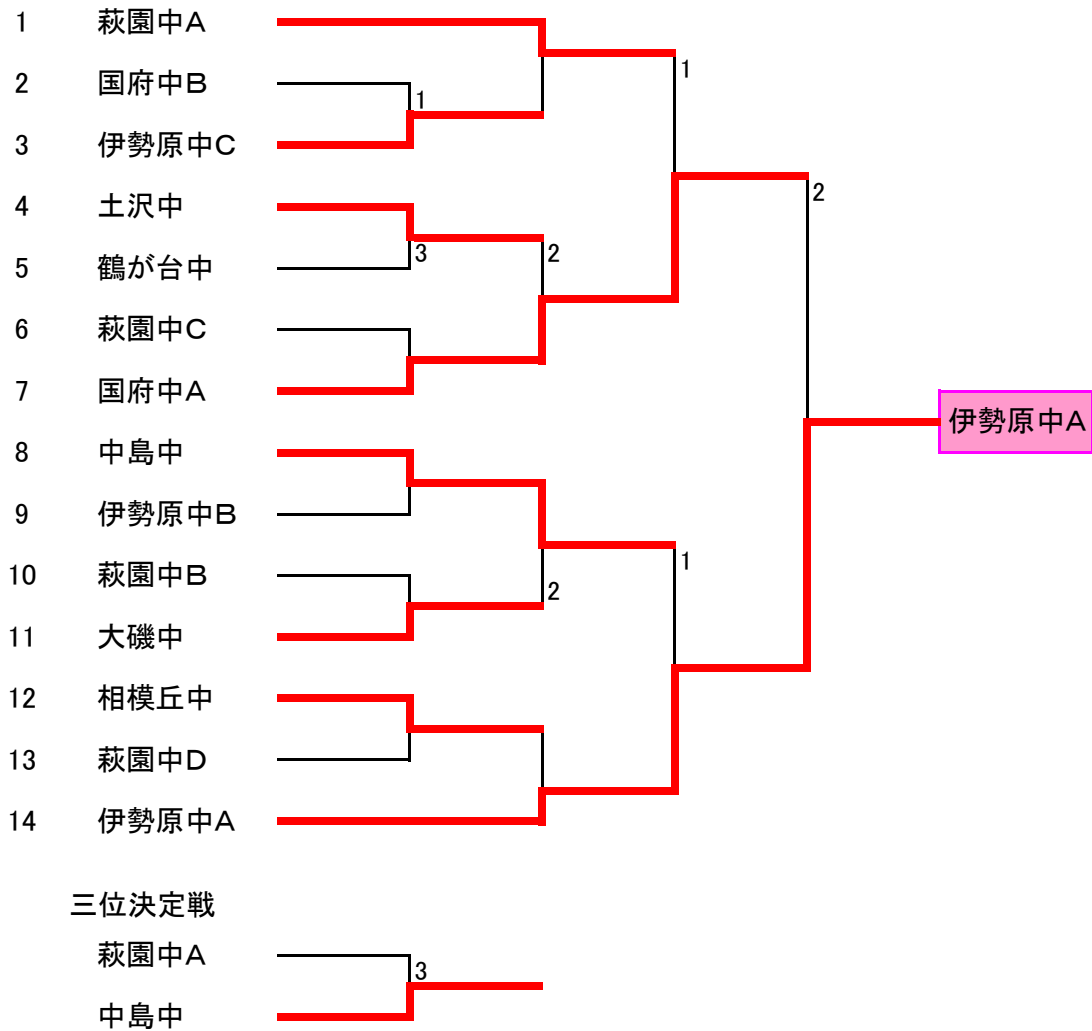 1 萩園中A
1
2 国府中B
1
3 伊勢原中C
2
4 土沢中
3 2
5 鶴が台中
6 萩園中C
7 国府中A
伊勢原中A
8 中島中
9 伊勢原中B
1
10 萩園中B
2
11 大磯中
12 相模丘中
13 萩園中D
14 伊勢原中A
三位決定戦
萩園中A
3
中島中